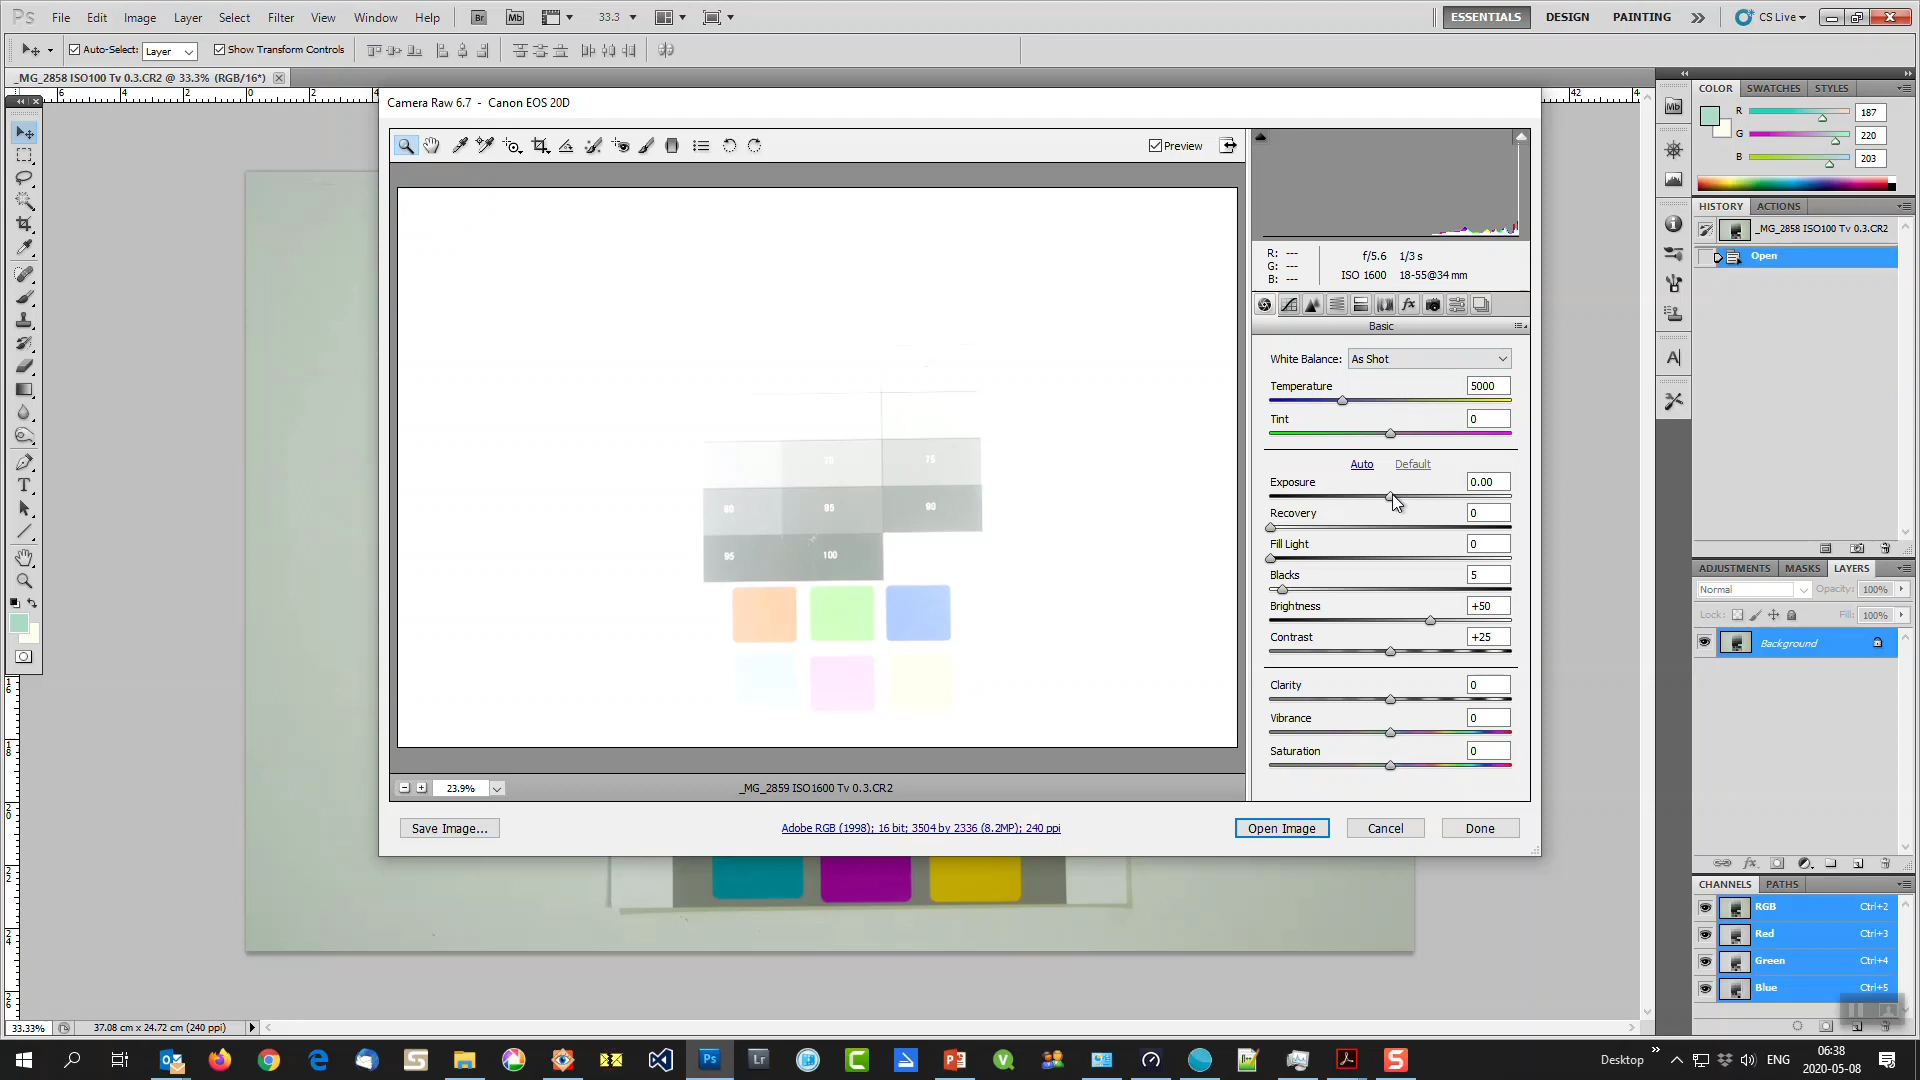 Ps File Edit Image Layer Select Filter View Window Help Br Mb 33.3 ESSENTIALS DESIGN PAINTING CS Live
Auto-Select: Layer Show Transform Controls
_MG_2858 ISO100 Tv 0.3.CR2 @ 33.3% (RGB/16*)
Camera Raw 6.7 - Canon EOS 20D
Preview
R: ---
G: ---
B: ---
f/5.6 1/3 s
ISO 1600 18-55@34 mm
Basic
White Balance: As Shot
Temperature 5000
Tint 0
Auto Default
Exposure 0.00
Recovery 0
Fill Light 0
Blacks 5
Brightness +50
Contrast +25
Clarity 0
Vibrance 0
Saturation 0
70 75
80 85 90
95 100
23.9% _MG_2859 ISO1600 Tv 0.3.CR2
Save Image... Adobe RGB (1998); 16 bit; 3504 by 2336 (8.2MP); 240 ppi Open Image Cancel Done
COLOR SWATCHES STYLES
R 187
G 220
B 203
HISTORY ACTIONS
_MG_2858 ISO100 Tv 0.3.CR2
Open
ADJUSTMENTS MASKS LAYERS
Normal Opacity: 100%
Lock: Fill: 100%
Background
CHANNELS PATHS
RGB Ctrl+2
Red Ctrl+3
Green Ctrl+4
Blue Ctrl+5
33.33% 37.08 cm x 24.72 cm (240 ppi)
Desktop ENG 06:38
2020-05-08